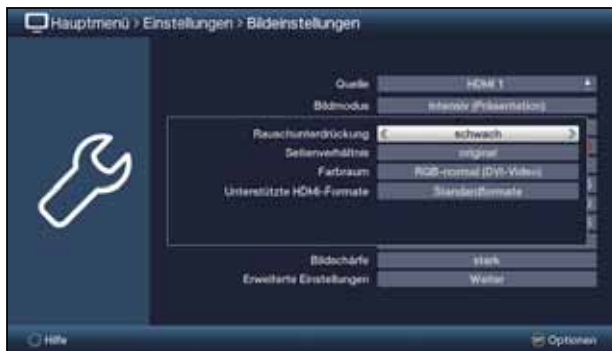 Hauptmenü > Einstellungen > Bildeinstellungen
Quelle HDMI 1
Bildmodus Intensiv (Präsentation)
Rauschunterdrückung schwach
Seitenverhältnis original
Farbraum RGB-normal (DVI-Video)
Unterstützte HDMI-Formate Standardformate
Bildschärfe stark
Erweiterte Einstellungen Weiter
Hilfe Optionen